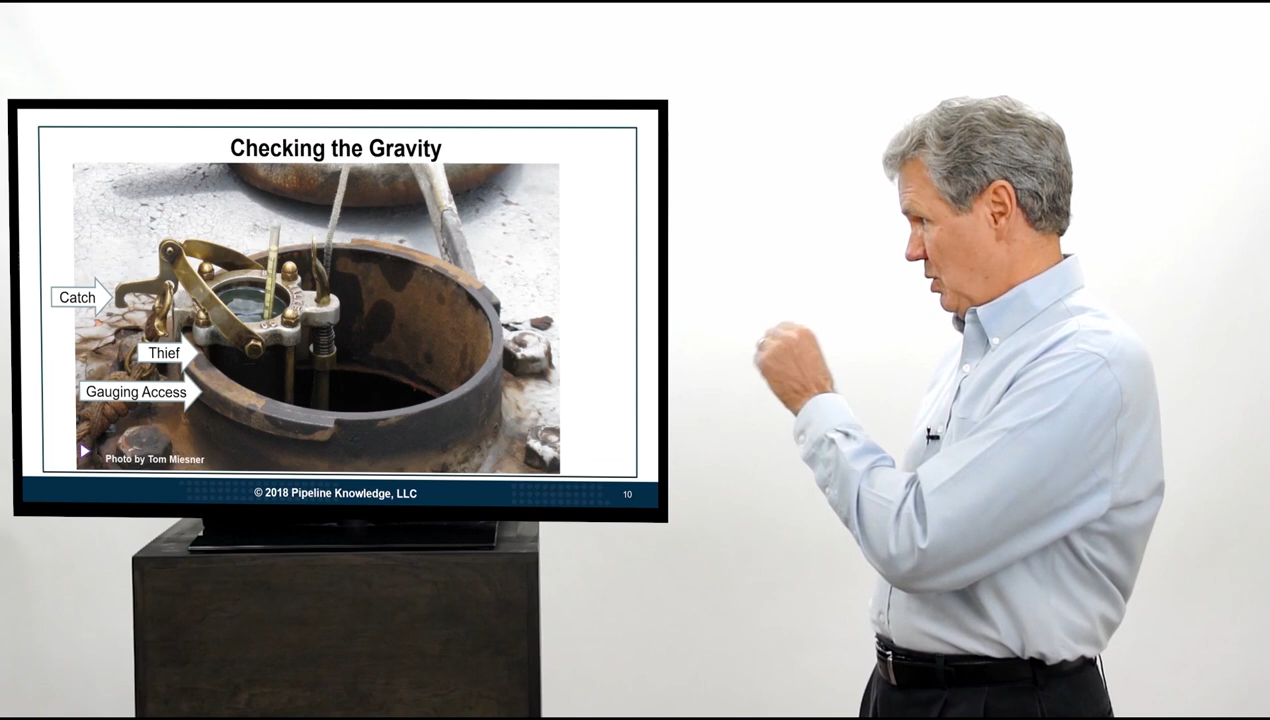 Checking the Gravity
Catch
Thief
Gauging Access
Photo by Tom Miesner
© 2018 Pipeline Knowledge, LLC
10